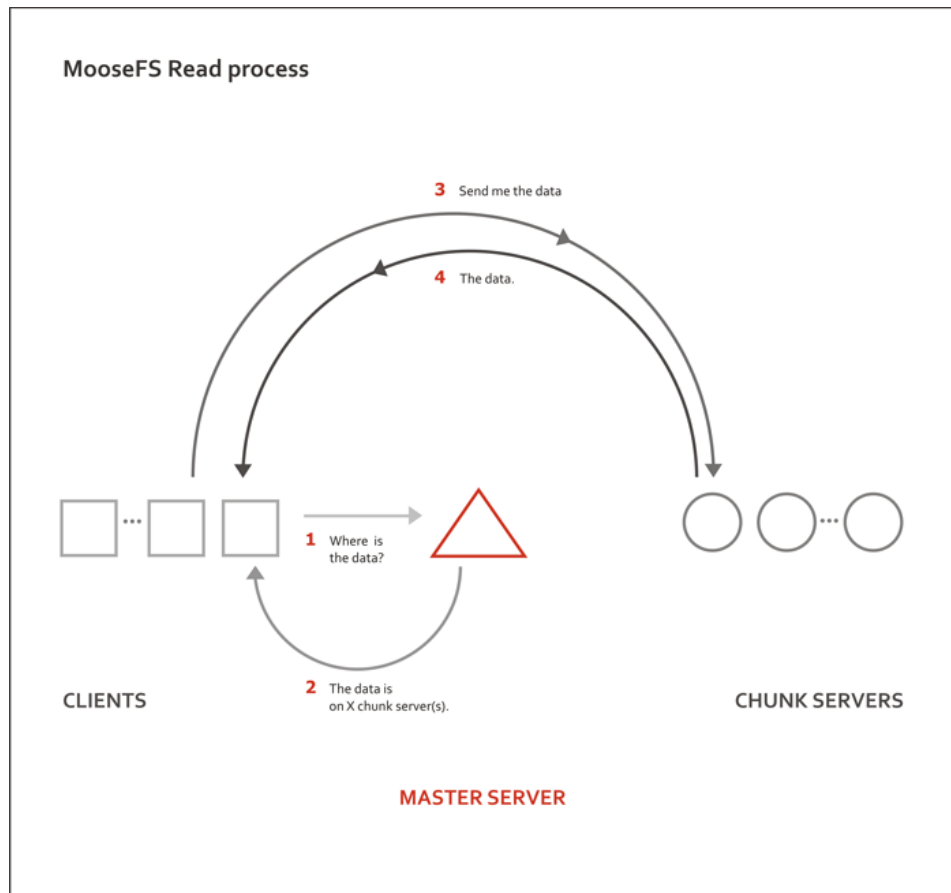 MooseFS Read process
3 Send me the data
4 The data.
1 Where is
the data?
2 The data is
on X chunk server(s).
CLIENTS
CHUNK SERVERS
MASTER SERVER